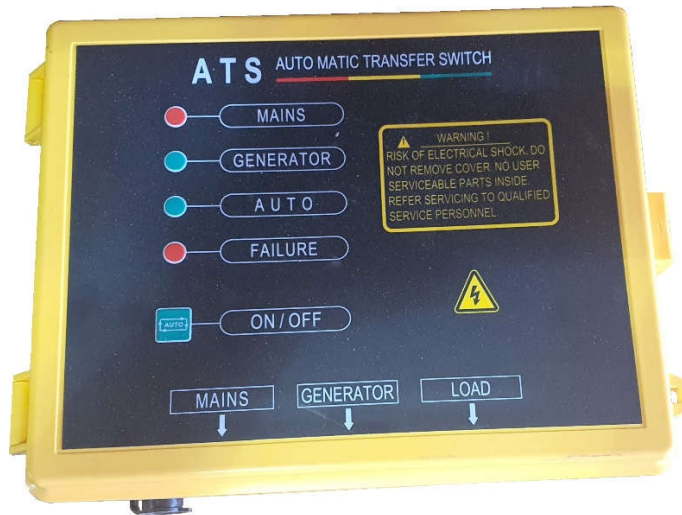 ATS AUTO MATIC TRANSFER SWITCH
MAINS
GENERATOR
AUTO
FAILURE
AUTO
ON / OFF
WARNING !
RISK OF ELECTRICAL SHOCK. DO
NOT REMOVE COVER. NO USER
SERVICEABLE PARTS INSIDE.
REFER SERVICING TO QUALIFIED
SERVICE PERSONNEL
MAINS
GENERATOR
LOAD